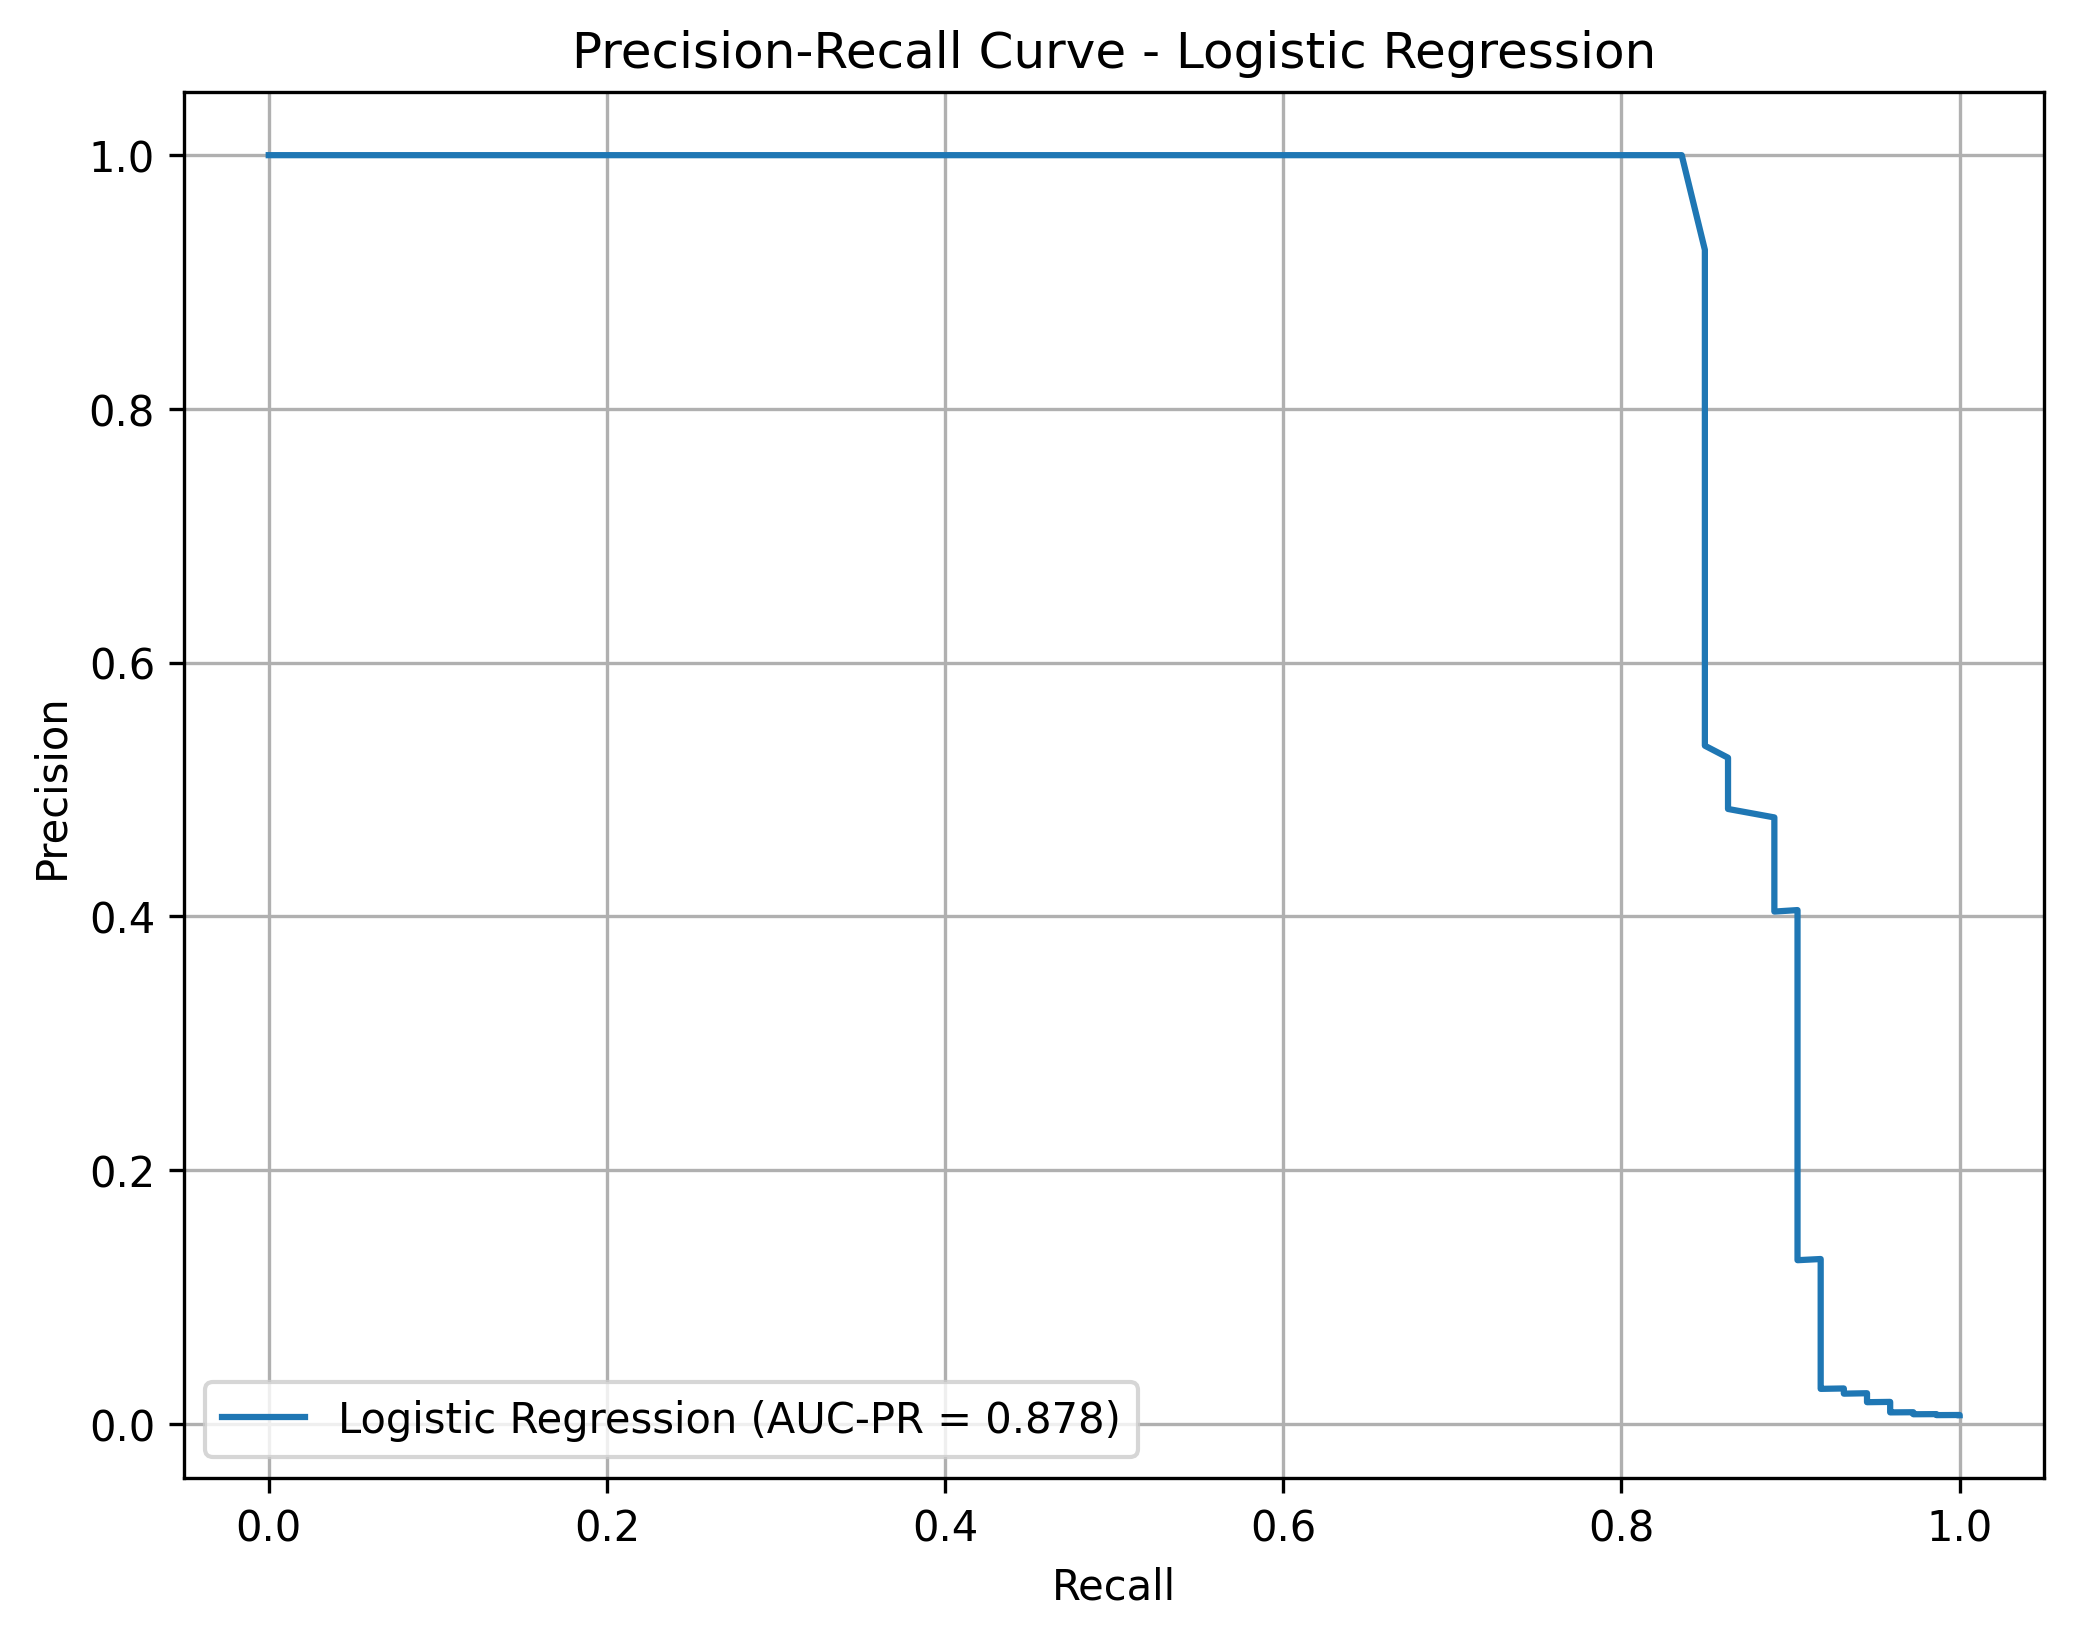 Precision-Recall Curve - Logistic Regression
1.0
0.8
0.6
0.4
0.2
0.0
Precision
Logistic Regression (AUC-PR = 0.878)
0.0 0.2 0.4 0.6 0.8 1.0
Recall